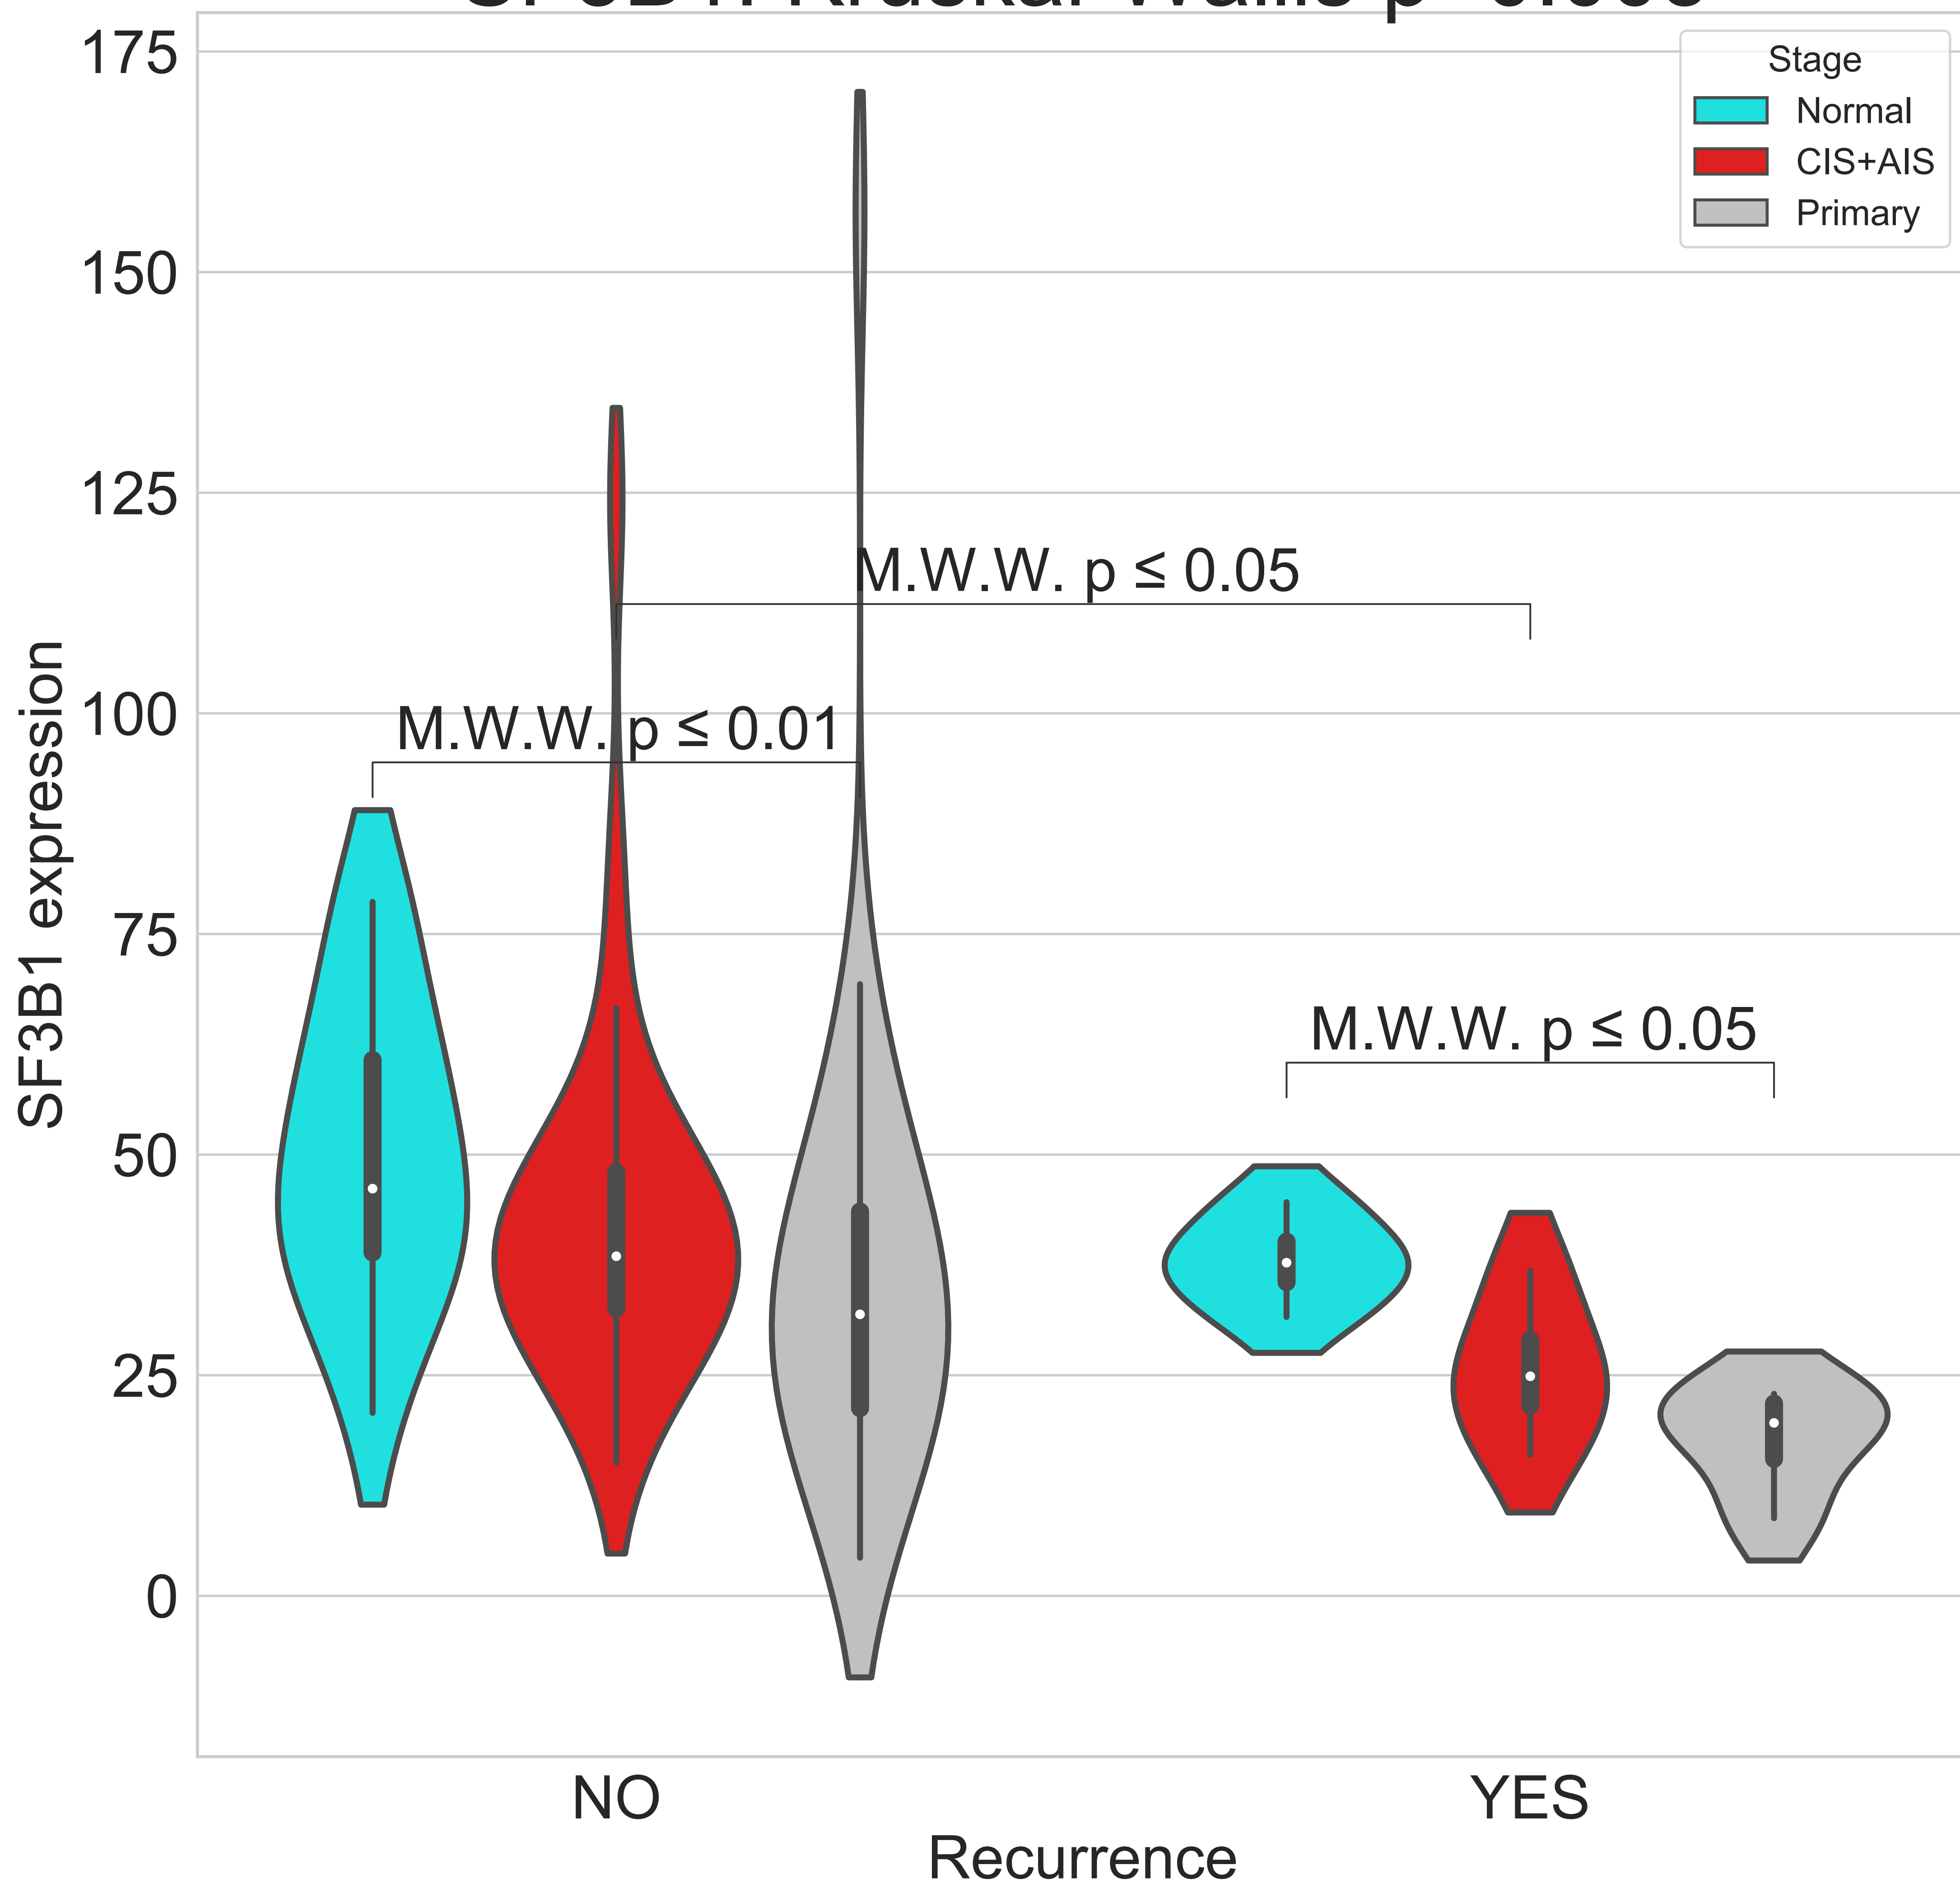 175
Stage
Normal
CIS+AIS
Primary
150
125
M.W.W. p ≤ 0.05
100
M.W.W. p ≤ 0.01
SF3B1 expression
75
M.W.W. p ≤ 0.05
50
25
0
NO
YES
Recurrence